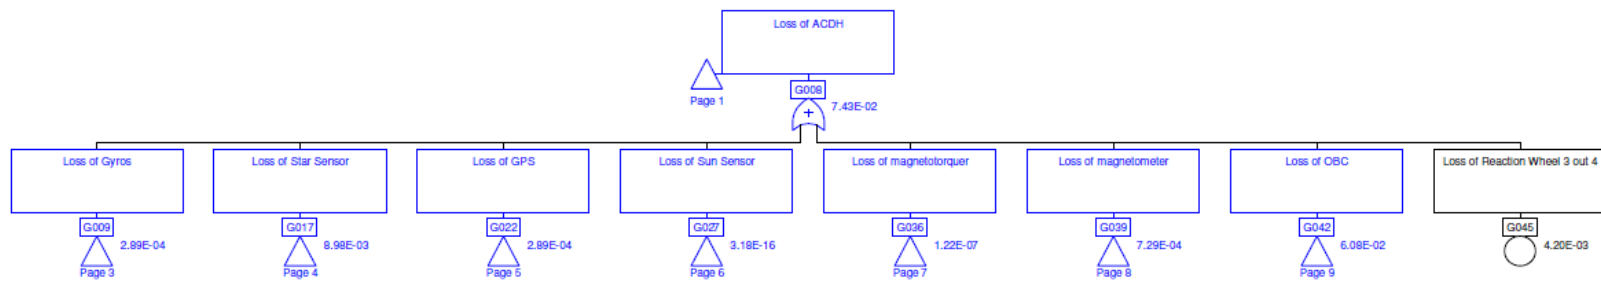 Loss of ACDH
Page 1
G008
+
7.43E-02
Loss of Gyros
Loss of Star Sensor
Loss of GPS
Loss of Sun Sensor
Loss of magnetotorquer
Loss of magnetometer
Loss of OBC
Loss of Reaction Wheel 3 out 4
G009
2.89E-04
Page 3
G017
8.98E-03
Page 4
G022
2.89E-04
Page 5
G027
3.18E-16
Page 6
G036
1.22E-07
Page 7
G039
7.29E-04
Page 8
G042
6.08E-02
Page 9
G045
4.20E-03